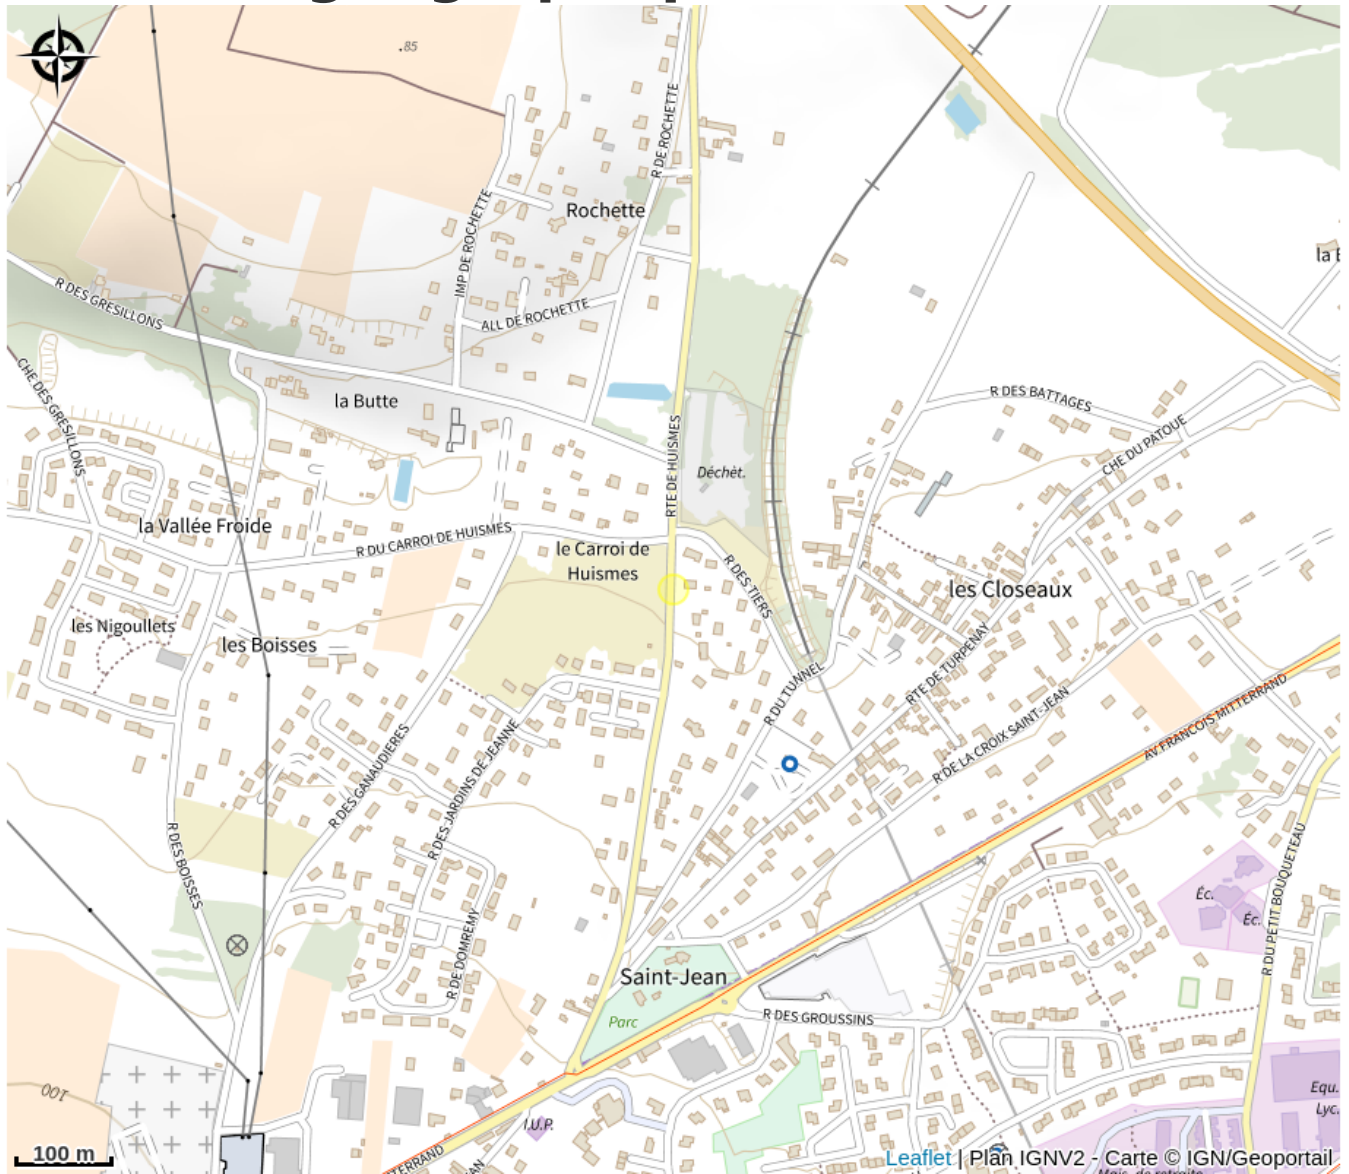 .85
R DE ROCHETTE
Rochette
IMP DE ROCHETTE
R DES GRESILLONS
ALL DE ROCHETTE
CHE DES GRESILLONS
la Butte
R DES BATTAGES
CHE DU PATOUE
RTE DE HUISMES
Déchèt.
la Vallée Froide
R DU CARROI DE HUISMES
le Carroi de
Huismes
R DES TIERS
les Closeaux
les Nigoullets
les Boisses
RTE DE TURPENAY
R DU TUNNEL
R DE LA CROIX SAINT-JEAN
AV FRANCOIS MITTERRAND
R DES GANAUDIERES
R DES JARDINS DE JEANNE
R DES BOISSES
R DU PETIT BOUQUETEAU
Éc.
Éc.
R DE DOMREMY
Saint-Jean
Parc
R DES GROUSSINS
100
I.U.P.
Equ.
Lyc.
100 m
TERRAND
Leaflet | Plan IGNV2 - Carte © IGN/Geoportail